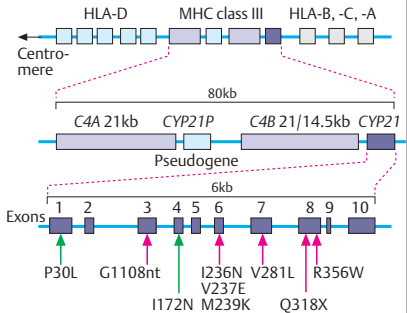 HLA-D MHC class III HLA-B, -C, -A
Centro-
mere
80kb
C4A 21kb CYP21P C4B 21/14.5kb CYP21
Pseudogene
6kb
Exons 1 2 3 4 5 6 7 8 9 10
P30L G1108nt I236N V281L R356W
V237E
I172N M239K Q318X